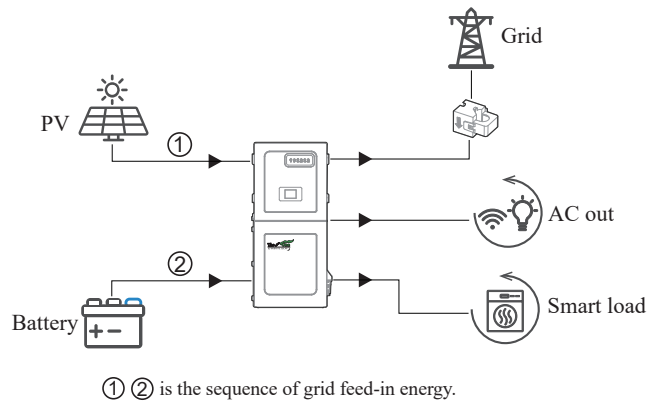 Grid
PV
①
AC out
②
Smart load
Battery
① ② is the sequence of grid feed-in energy.